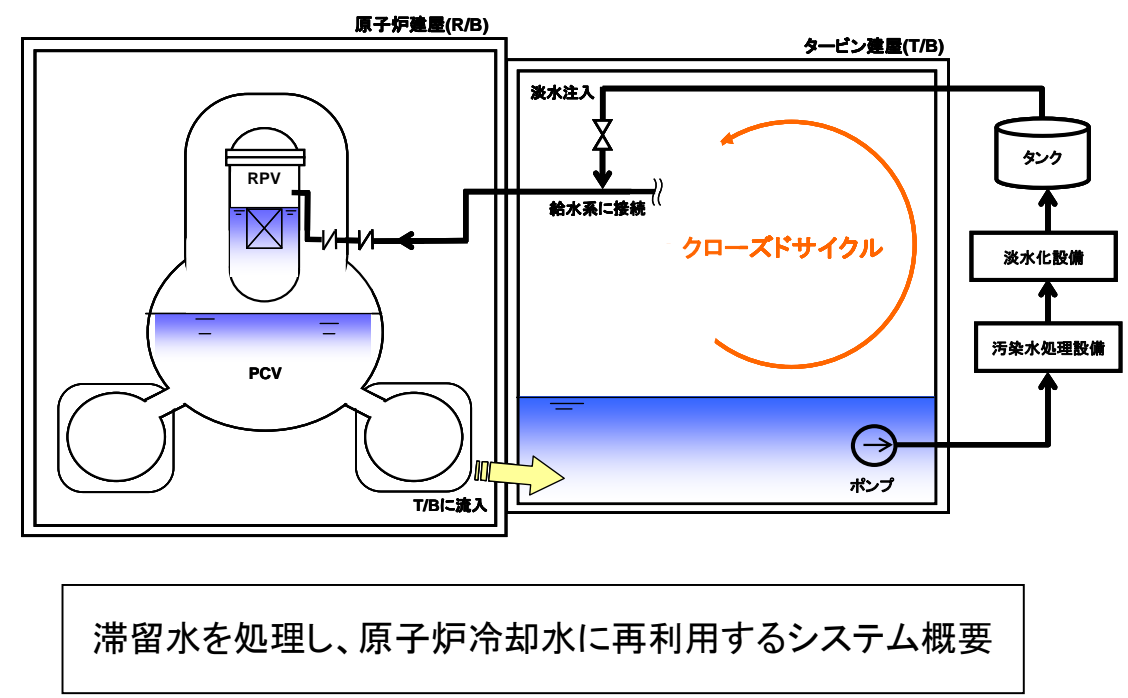 原子炉建屋(R/B)
タービン建屋(T/B)
淡水注入
タンク
RPV
給水系に接続
クローズドサイクル
淡水化設備
汚染水処理設備
PCV
ポンプ
T/Bに流入
滞留水を処理し、原子炉冷却水に再利用するシステム概要